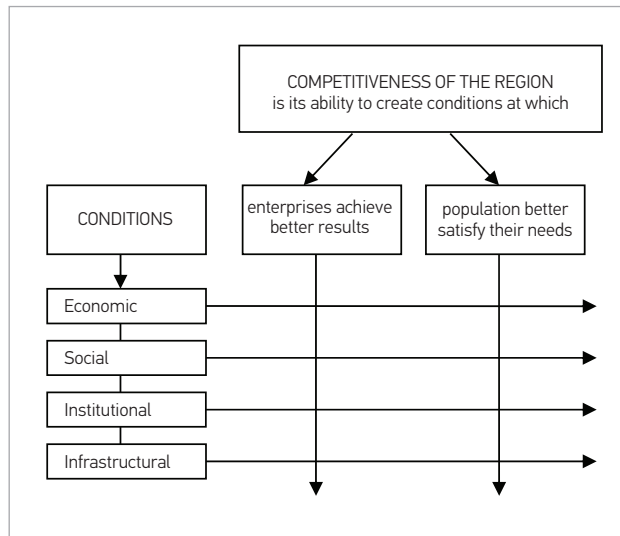 COMPETITIVENESS OF THE REGION
is its ability to create conditions at which
CONDITIONS
enterprises achieve
better results
population better
satisfy their needs
Economic
Social
Institutional
Infrastructural